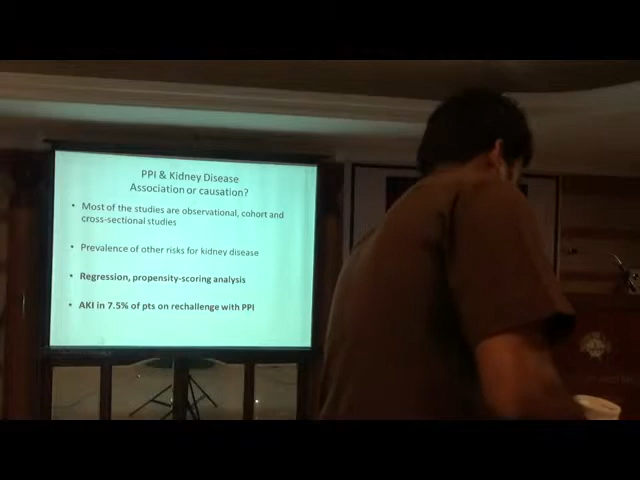 PPI & Kidney Disease
Association or causation?
• Most of the studies are observational, cohort and
cross-sectional studies
• Prevalence of other risks for kidney disease
• Regression, propensity-scoring analysis
• AKI in 7.5% of pts on rechallenge with PPI